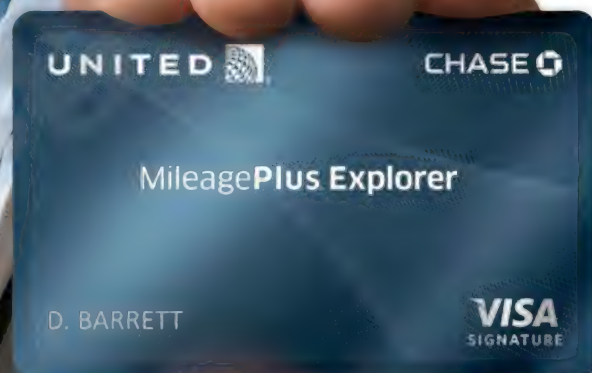 UNITED
CHASE
MileagePlus Explorer
D. BARRETT
VISA
SIGNATURE